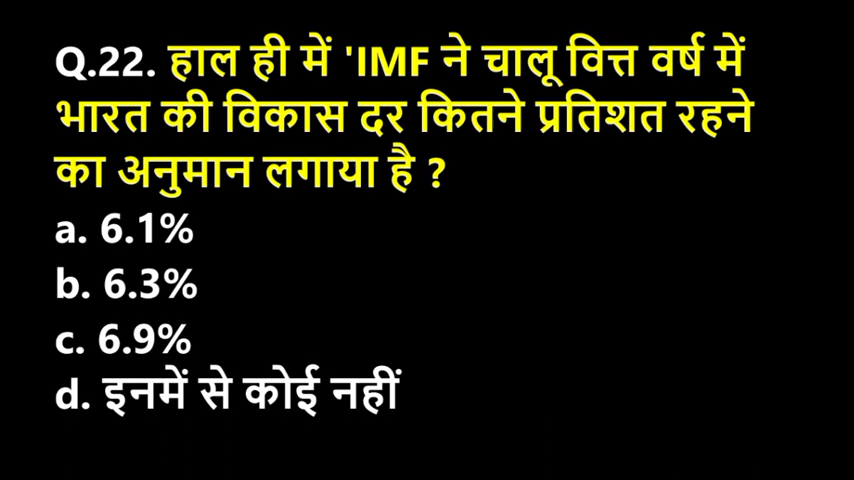 Q.22. हाल ही में 'IMF ने चालू वित्त वर्ष में
भारत की विकास दर कितने प्रतिशत रहने
का अनुमान लगाया है ?
a. 6.1%
b. 6.3%
c. 6.9%
d. इनमें से कोई नहीं